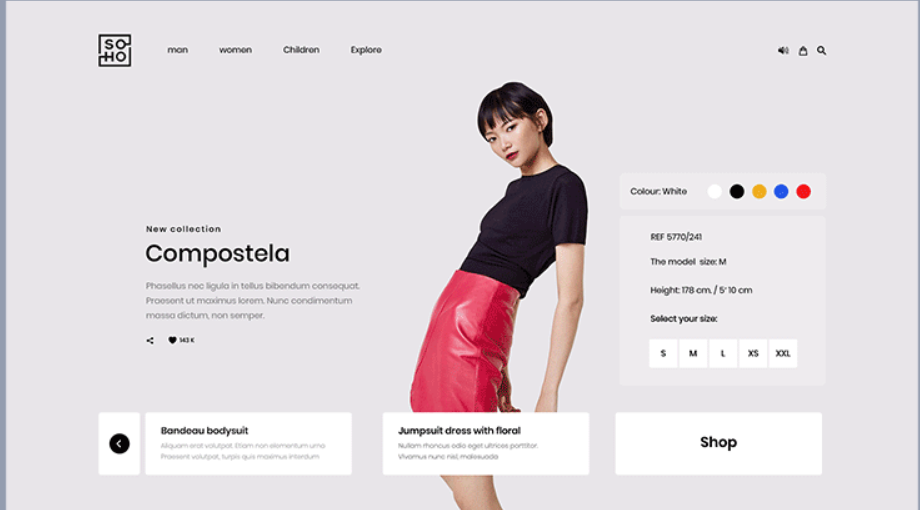 SO
HO
man women Children Explore
Colour: White
New collection
Compostela
Phasellus nec ligula in tellus bibendum consequat.
Praesent ut maximus lorem. Nunc condimentum
massa dictum, non semper.
143 K
REF 5770/241
The model size: M
Height: 178 cm. / 5' 10 cm
Select your size:
S M L XS XXL
Bandeau bodysuit
Aliquam erat volutpat. Etiam non elementum urna
Praesent volutpat, turpis quis maximus interdum
Jumpsuit dress with floral
Nullam rhoncus odio eget ultrices porttitor.
Vivamus nunc nisl, malesuada
Shop